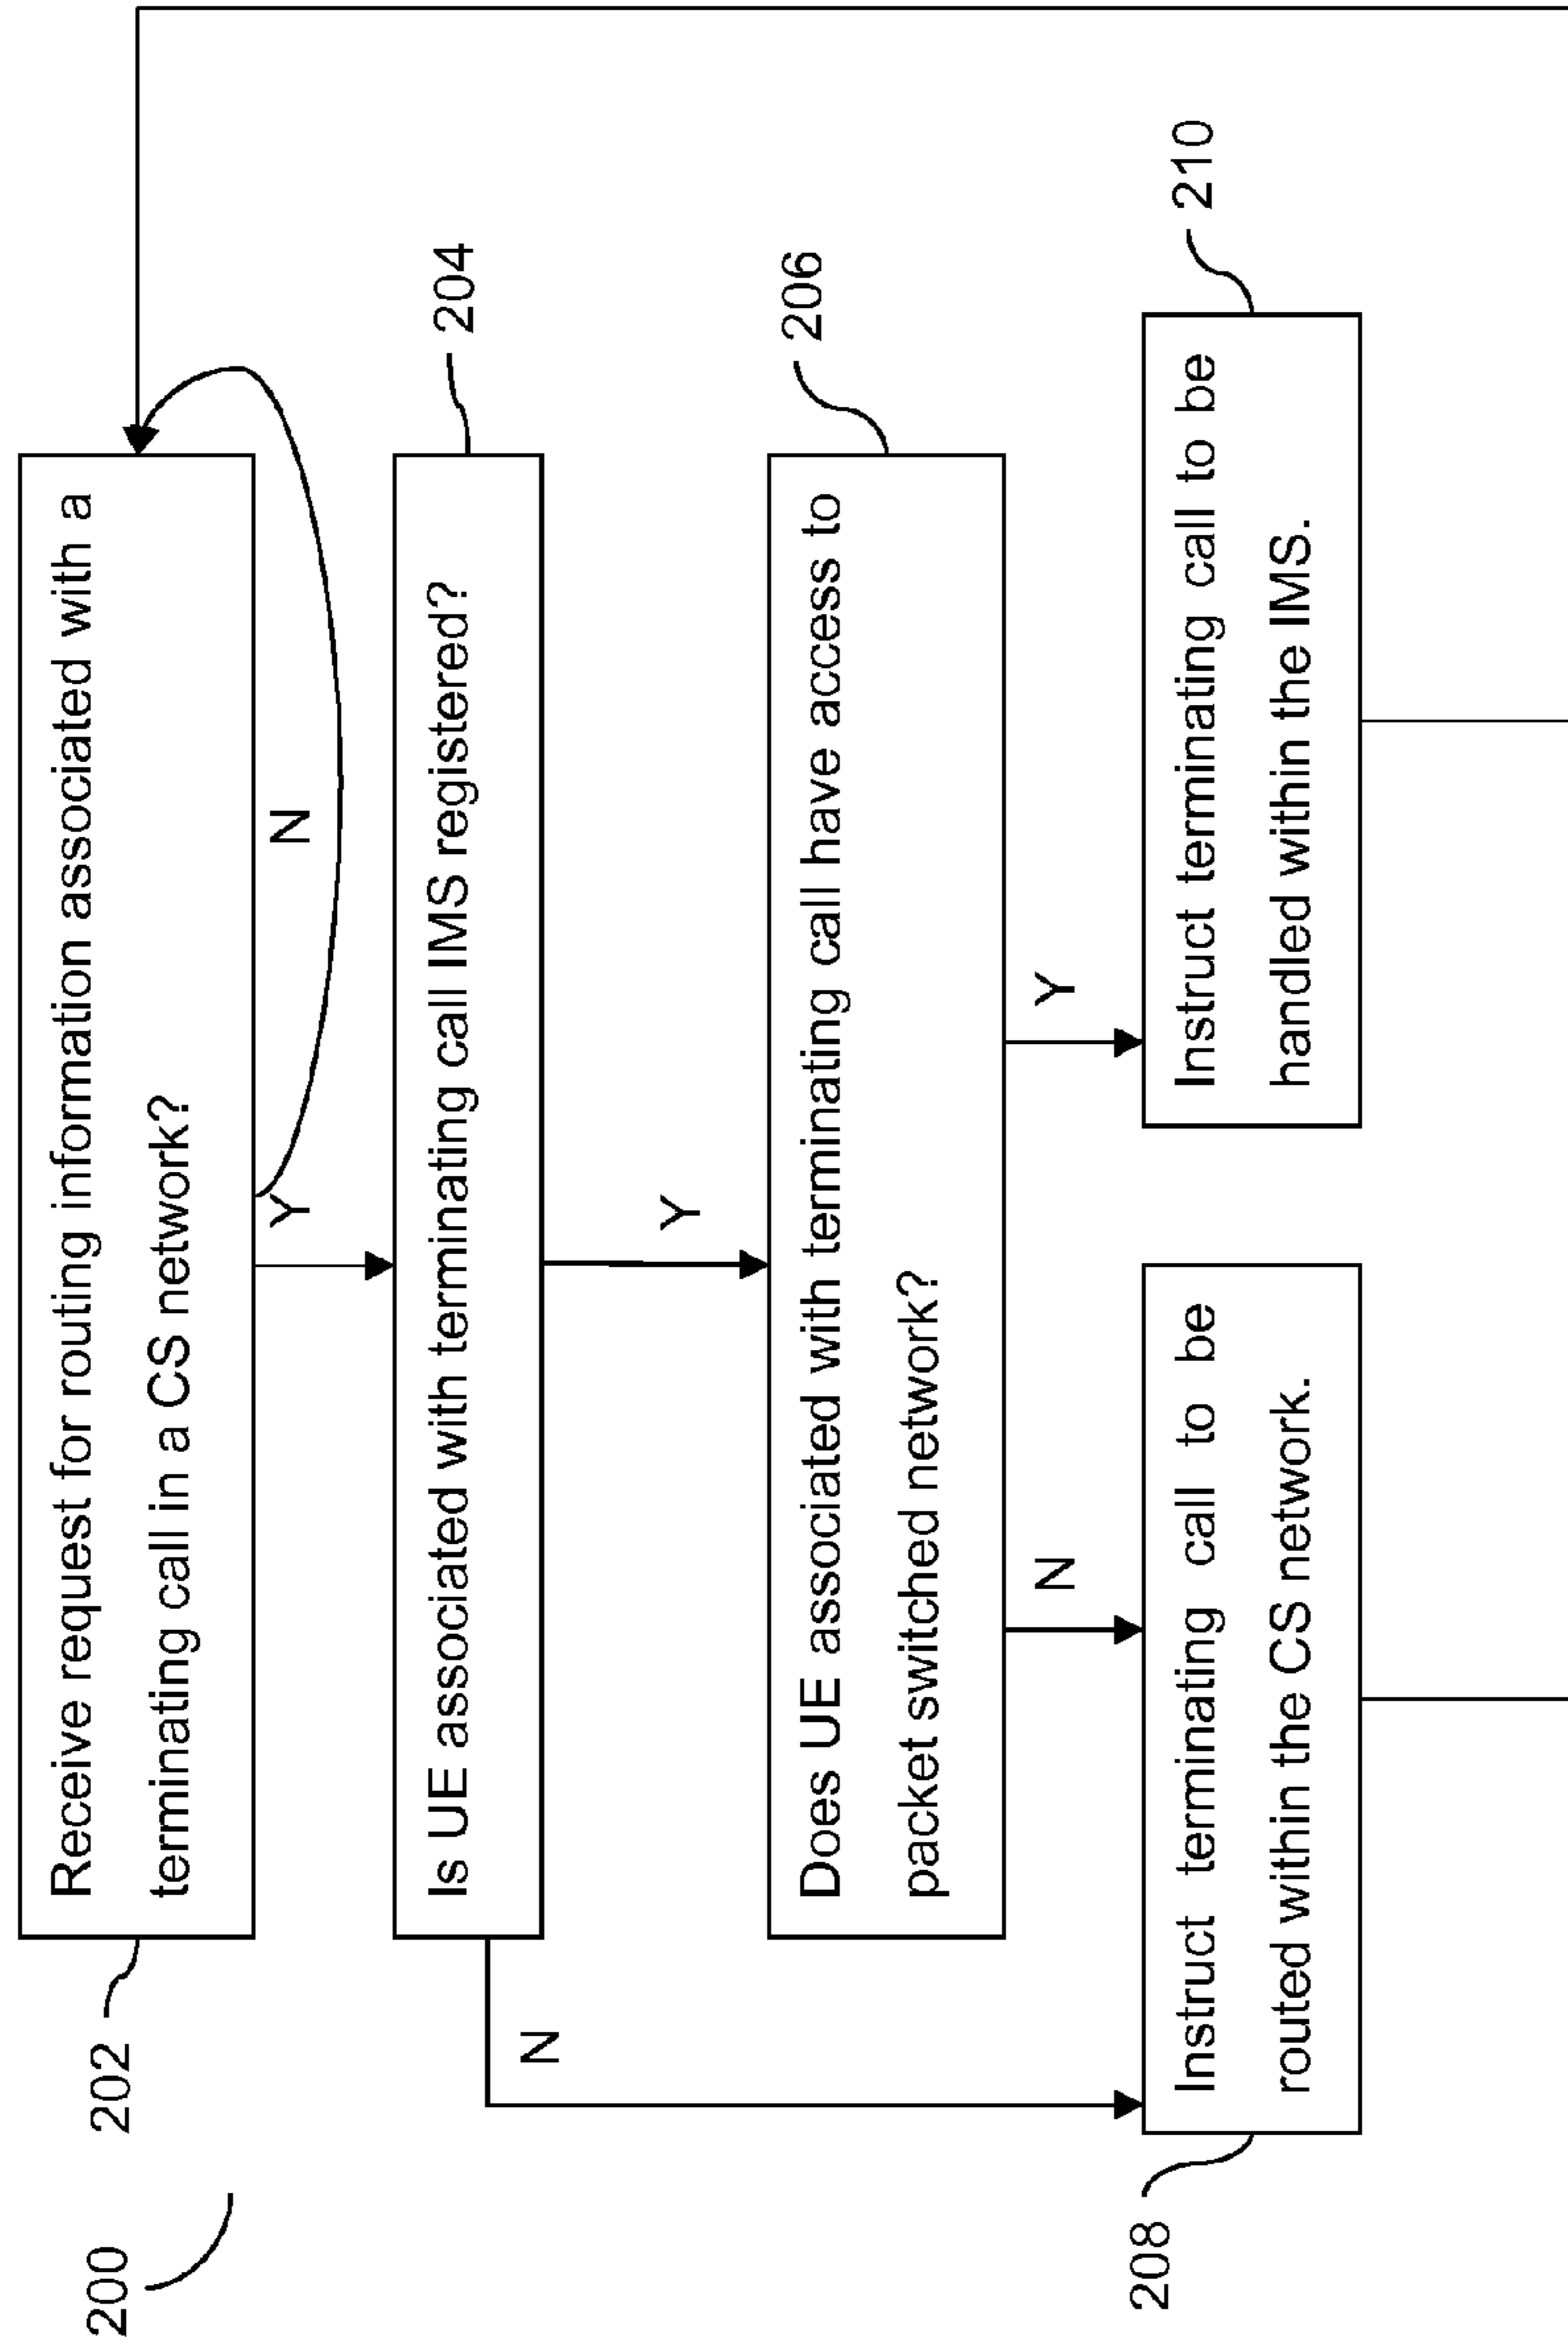 200
202
Receive request for routing information associated with a
terminating call in a CS network?
Y
N
204
Is UE associated with terminating call IMS registered?
N
Y
206
Does UE associated with terminating call have access to
packet switched network?
N
Y
208
Instruct terminating call to be
routed within the CS network.
210
Instruct terminating call to be
handled within the IMS.